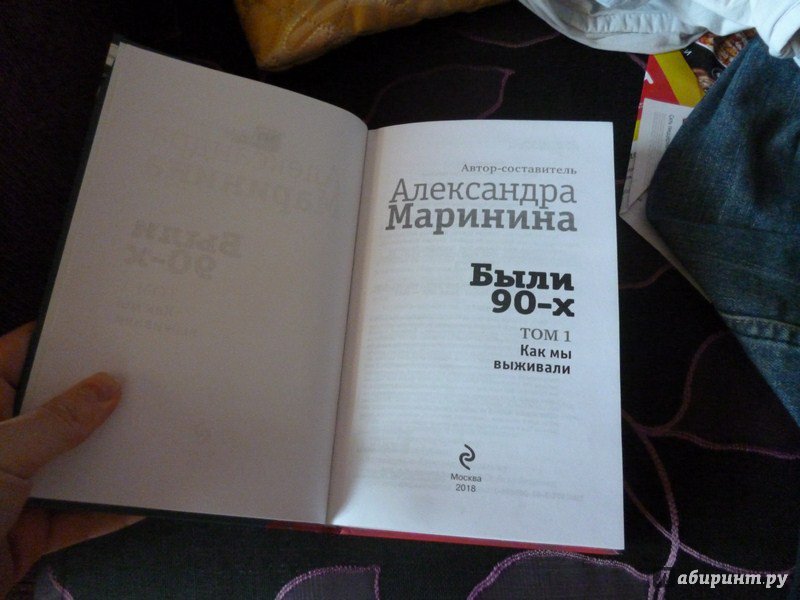 Автор-составитель
Александра
Маринина
Были
90-х
ТОМ 1
Как мы
выживали
Москва
2018
абиринт.ру